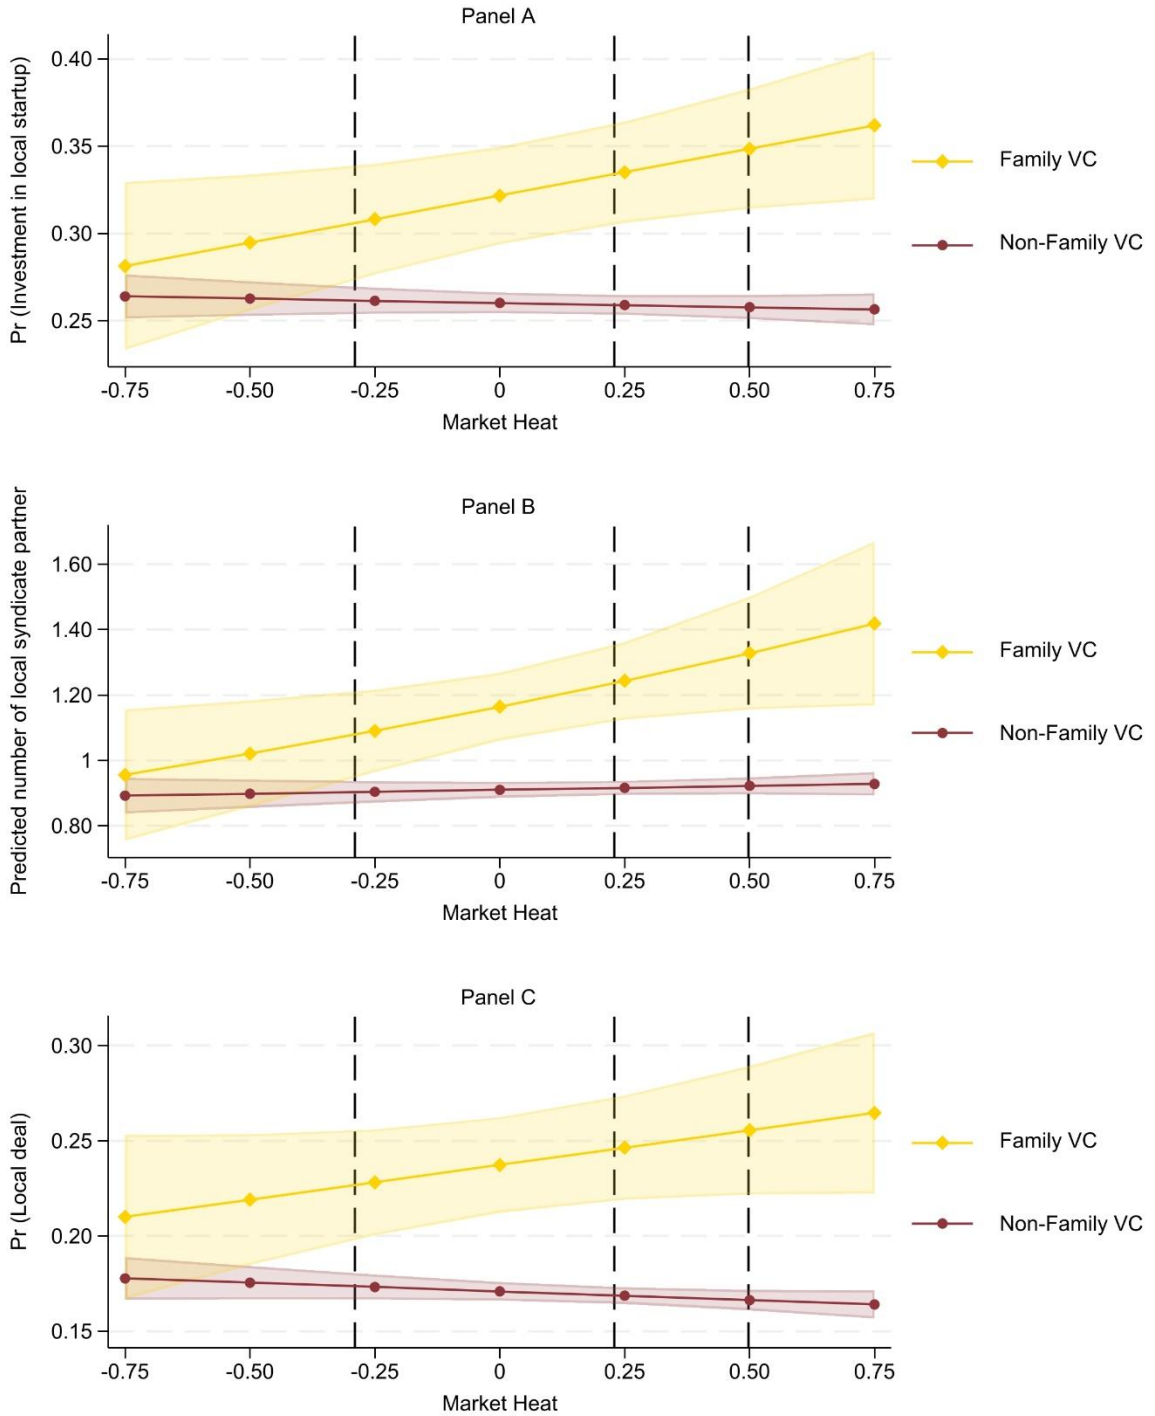 Panel A
Pr (Investment in local startup)
0.40
0.35
0.30
0.25
-0.75 -0.50 -0.25 0 0.25 0.50 0.75
Market Heat
Family VC
Non-Family VC
Panel B
Predicted number of local syndicate partner
1.60
1.40
1.20
1
0.80
-0.75 -0.50 -0.25 0 0.25 0.50 0.75
Market Heat
Family VC
Non-Family VC
Panel C
Pr (Local deal)
0.30
0.25
0.20
0.15
-0.75 -0.50 -0.25 0 0.25 0.50 0.75
Market Heat
Family VC
Non-Family VC